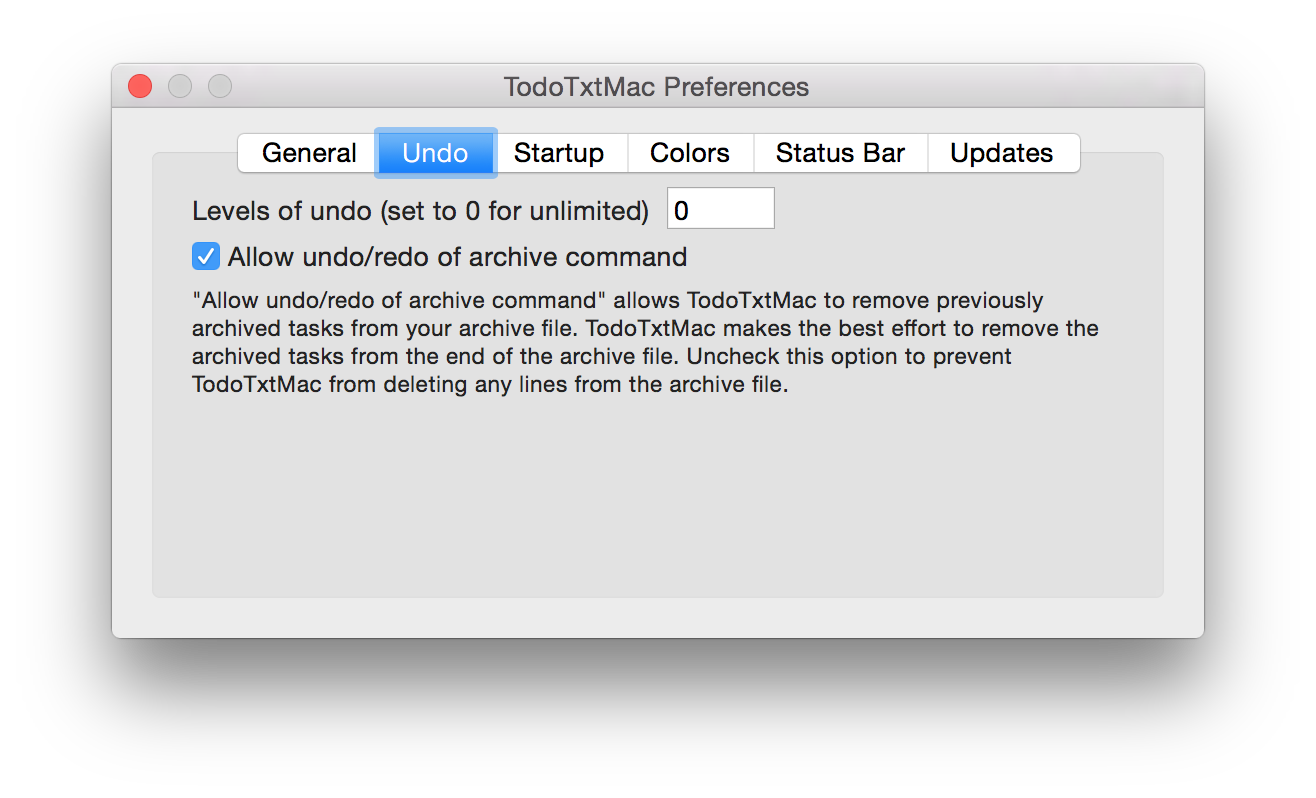 TodoTxtMac Preferences
General Undo Startup Colors Status Bar Updates
Levels of undo (set to 0 for unlimited) 0
Allow undo/redo of archive command
"Allow undo/redo of archive command" allows TodoTxtMac to remove previously
archived tasks from your archive file. TodoTxtMac makes the best effort to remove the
archived tasks from the end of the archive file. Uncheck this option to prevent
TodoTxtMac from deleting any lines from the archive file.